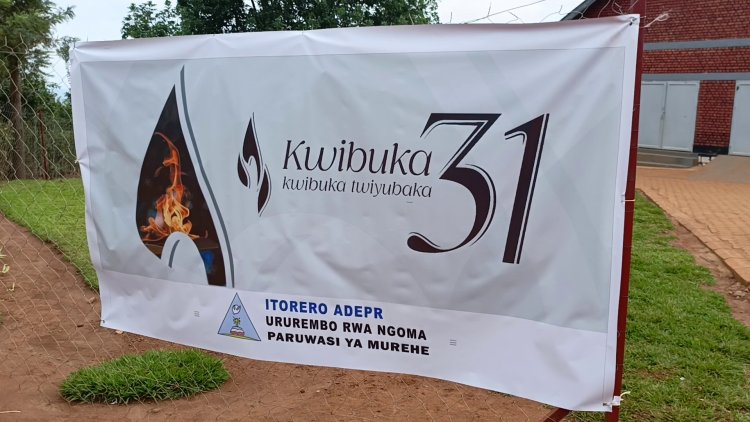 Kwibuka 31
kwibuka twiyubaka
ITORERO ADEPR
URUREMBO RWA NGOMA
PARUWASI YA MUREHE